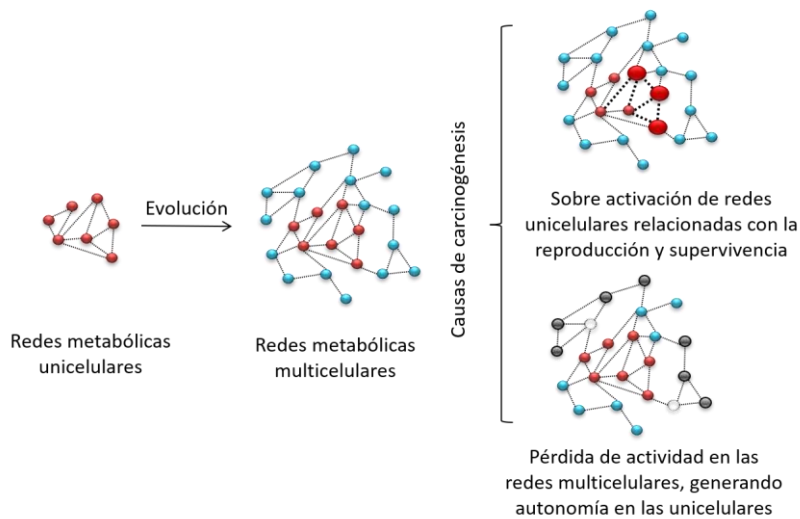 Evolución
Redes metabólicas
unicelulares
Redes metabólicas
multicelulares
Causas de carcinogénesis
Sobre activación de redes
unicelulares relacionadas con la
reproducción y supervivencia
Pérdida de actividad en las
redes multicelulares, generando
autonomía en las unicelulares